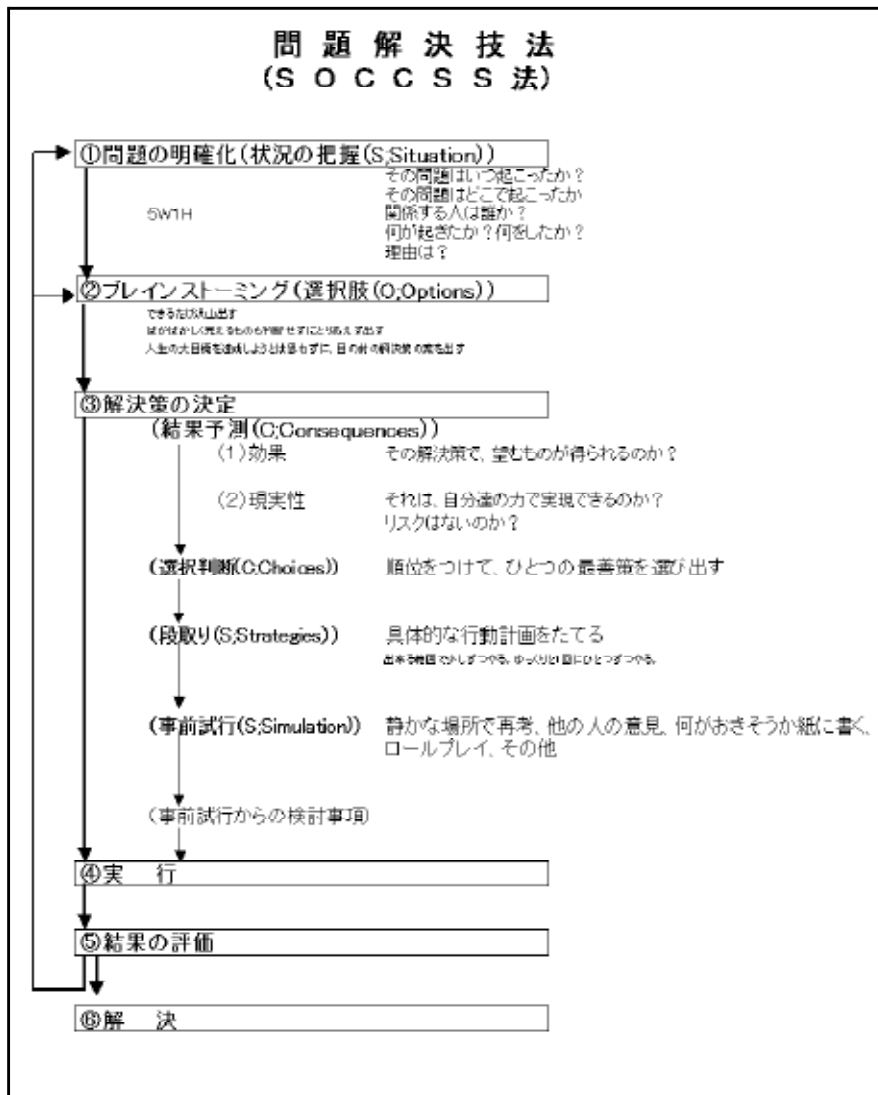 問題解決技法
(SOCCSS法)
①問題の明確化(状況の把握(S;Situation))
その問題はいつ起こったか？
その問題はどこで起こったか
5W1H
関係する人は誰か？
何が起きたか？何をしたか？
理由は？
②ブレインストーミング(選択肢(O;Options))
できるだけ沢山出す
ばかばかしく見えるものも判断せずにとりあえず出す
人生の大目標を達成しようとは思わずに、目の前の解決策の案を出す
③解決策の決定
(結果予測(C;Consequences))
(1)効果　その解決策で、望むものが得られるのか？
(2)現実性　それは、自分達の力で実現できるのか？
リスクはないのか？
(選択判断(C;Choices))　順位をつけて、ひとつの最善策を選び出す
(段取り(S;Strategies))　具体的な行動計画をたてる
出来る範囲で少しずつやる。ゆっくりと1回にひとつずつやる。
(事前試行(S;Simulation))　静かな場所で再考、他の人の意見、何がおきそうか紙に書く、
ロールプレイ、その他
(事前試行からの検討事項)
④実　行
⑤結果の評価
⑥解　決